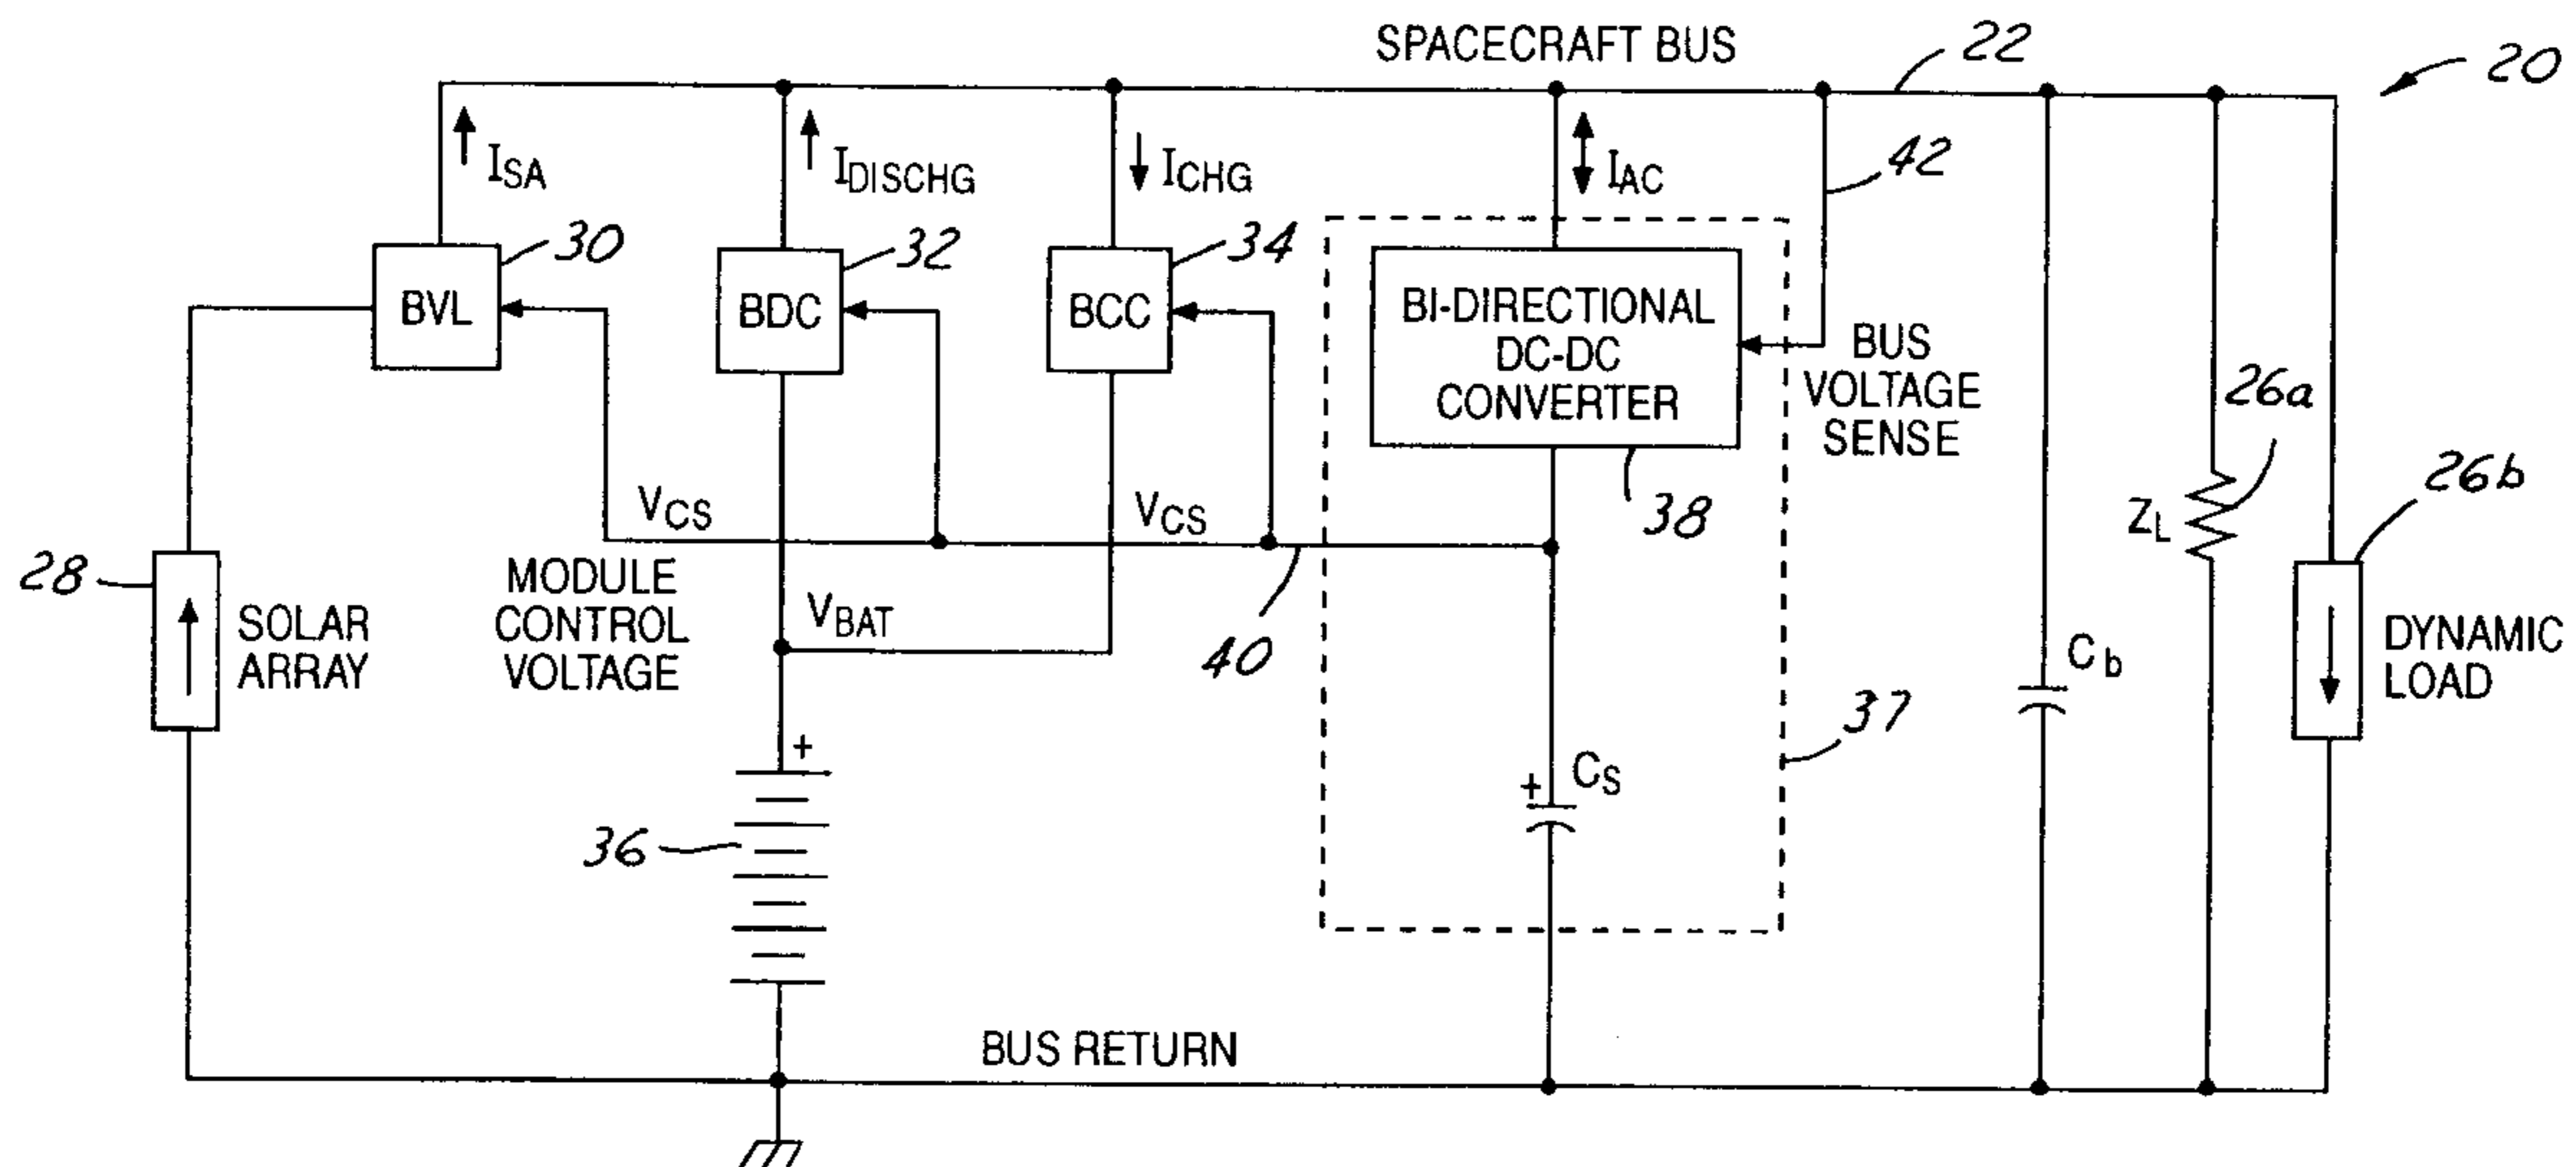 SPACECRAFT BUS
22
20
I_SA
I_DISCHG
I_CHG
I_AC
42
30
32
34
BVL
BDC
BCC
BI-DIRECTIONAL
DC-DC
CONVERTER
BUS
VOLTAGE
SENSE
38
26a
26b
Z_L
V_CS
V_CS
28
SOLAR
ARRAY
MODULE
CONTROL
VOLTAGE
V_BAT
40
37
C_b
DYNAMIC
LOAD
+
+
C_S
36
BUS RETURN